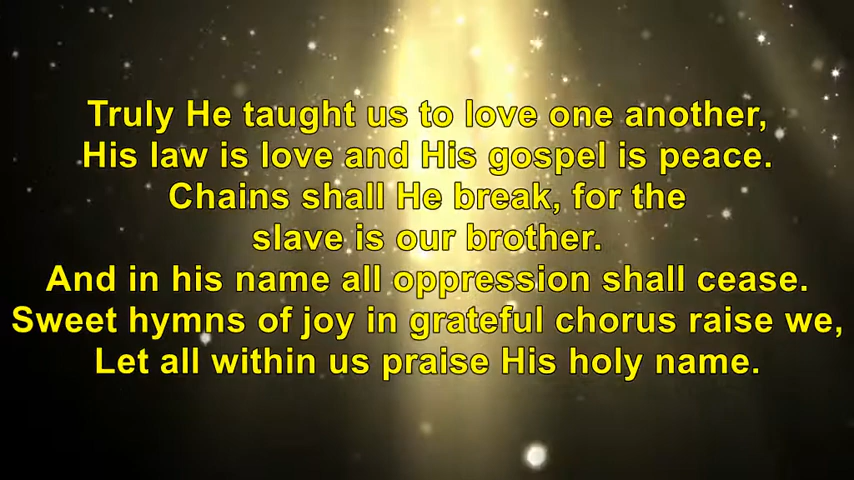 Truly He taught us to love one another,
His law is love and His gospel is peace.
Chains shall He break, for the
slave is our brother.
And in his name all oppression shall cease.
Sweet hymns of joy in grateful chorus raise we,
Let all within us praise His holy name.